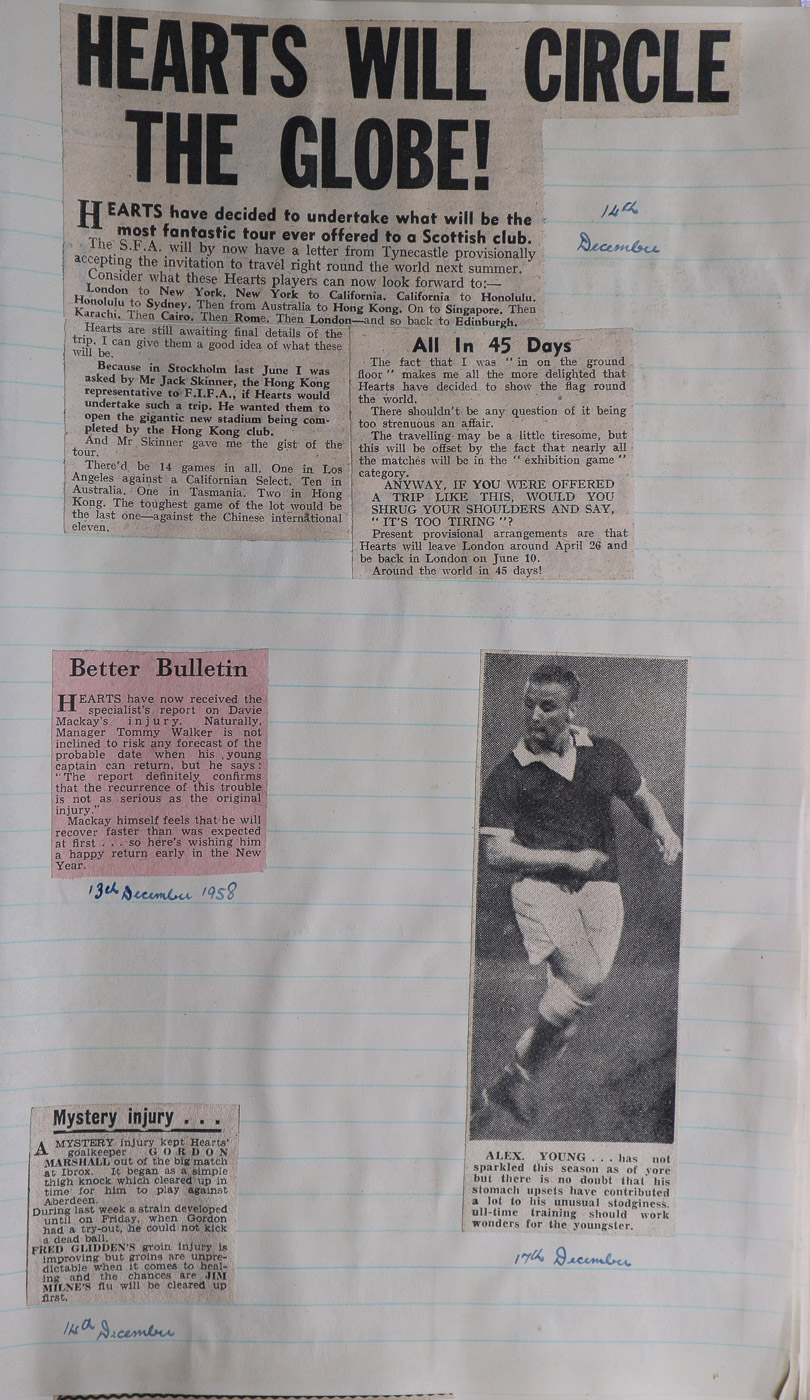 HEARTS WILL CIRCLE
THE GLOBE!
HEARTS have decided to undertake what will be the
most fantastic tour ever offered to a Scottish club.
The S.F.A. will by now have a letter from Tynecastle provisionally
accepting the invitation to travel right round the world next summer.
Consider what these Hearts players can now look forward to:—
London to New York. New York to California. California to Honolulu.
Honolulu to Sydney. Then from Australia to Hong Kong. On to Singapore. Then
Karachi. Then Cairo. Then Rome. Then London—and so back to Edinburgh.
Hearts are still awaiting final details of the
trip. I can give them a good idea of what these
will be.
Because in Stockholm last June I was
asked by Mr Jack Skinner, the Hong Kong
representative to F.I.F.A., if Hearts would
undertake such a trip. He wanted them to
open the gigantic new stadium being com-
pleted by the Hong Kong club.
And Mr Skinner gave me the gist of the
tour.
There'd be 14 games in all. One in Los
Angeles against a Californian Select. Ten in
Australia. One in Tasmania. Two in Hong
Kong. The toughest game of the lot would be
the last one—against the Chinese international
eleven.
All In 45 Days
The fact that I was "in on the ground
floor" makes me all the more delighted that
Hearts have decided to show the flag round
the world.
There shouldn't be any question of it being
too strenuous an affair.
The travelling may be a little tiresome, but
this will be offset by the fact that nearly all
the matches will be in the "exhibition game"
category.
ANYWAY, IF YOU WERE OFFERED
A TRIP LIKE THIS, WOULD YOU
SHRUG YOUR SHOULDERS AND SAY,
"IT'S TOO TIRING"?
Present provisional arrangements are that
Hearts will leave London around April 26 and
be back in London on June 10.
Around the world in 45 days!
14th
December
Better Bulletin
HEARTS have now received the
specialist's report on Davie
Mackay's injury. Naturally,
Manager Tommy Walker is not
inclined to risk any forecast of the
probable date when his young
captain can return, but he says:
"The report definitely confirms
that the recurrence of this trouble
is not as serious as the original
injury."
Mackay himself feels that he will
recover faster than was expected
at first . . . so here's wishing him
a happy return early in the New
Year.
13th December 1958
ALEX. YOUNG . . . has not
sparkled this season as of yore
but there is no doubt that his
stomach upsets have contributed
a lot to his unusual stodginess.
ull-time training should work
wonders for the youngster.
17th December
Mystery injury . . .
A MYSTERY injury kept Hearts'
goalkeeper GORDON
MARSHALL out of the big match
at Ibrox. It began as a simple
thigh knock which cleared up in
time for him to play against
Aberdeen.
During last week a strain developed
until on Friday, when Gordon
had a try-out, he could not kick
a dead ball.
FRED GLIDDEN'S groin injury is
improving but groins are unpre-
dictable when it comes to heal-
ing and the chances are JIM
MILNE'S flu will be cleared up
first.
14th December